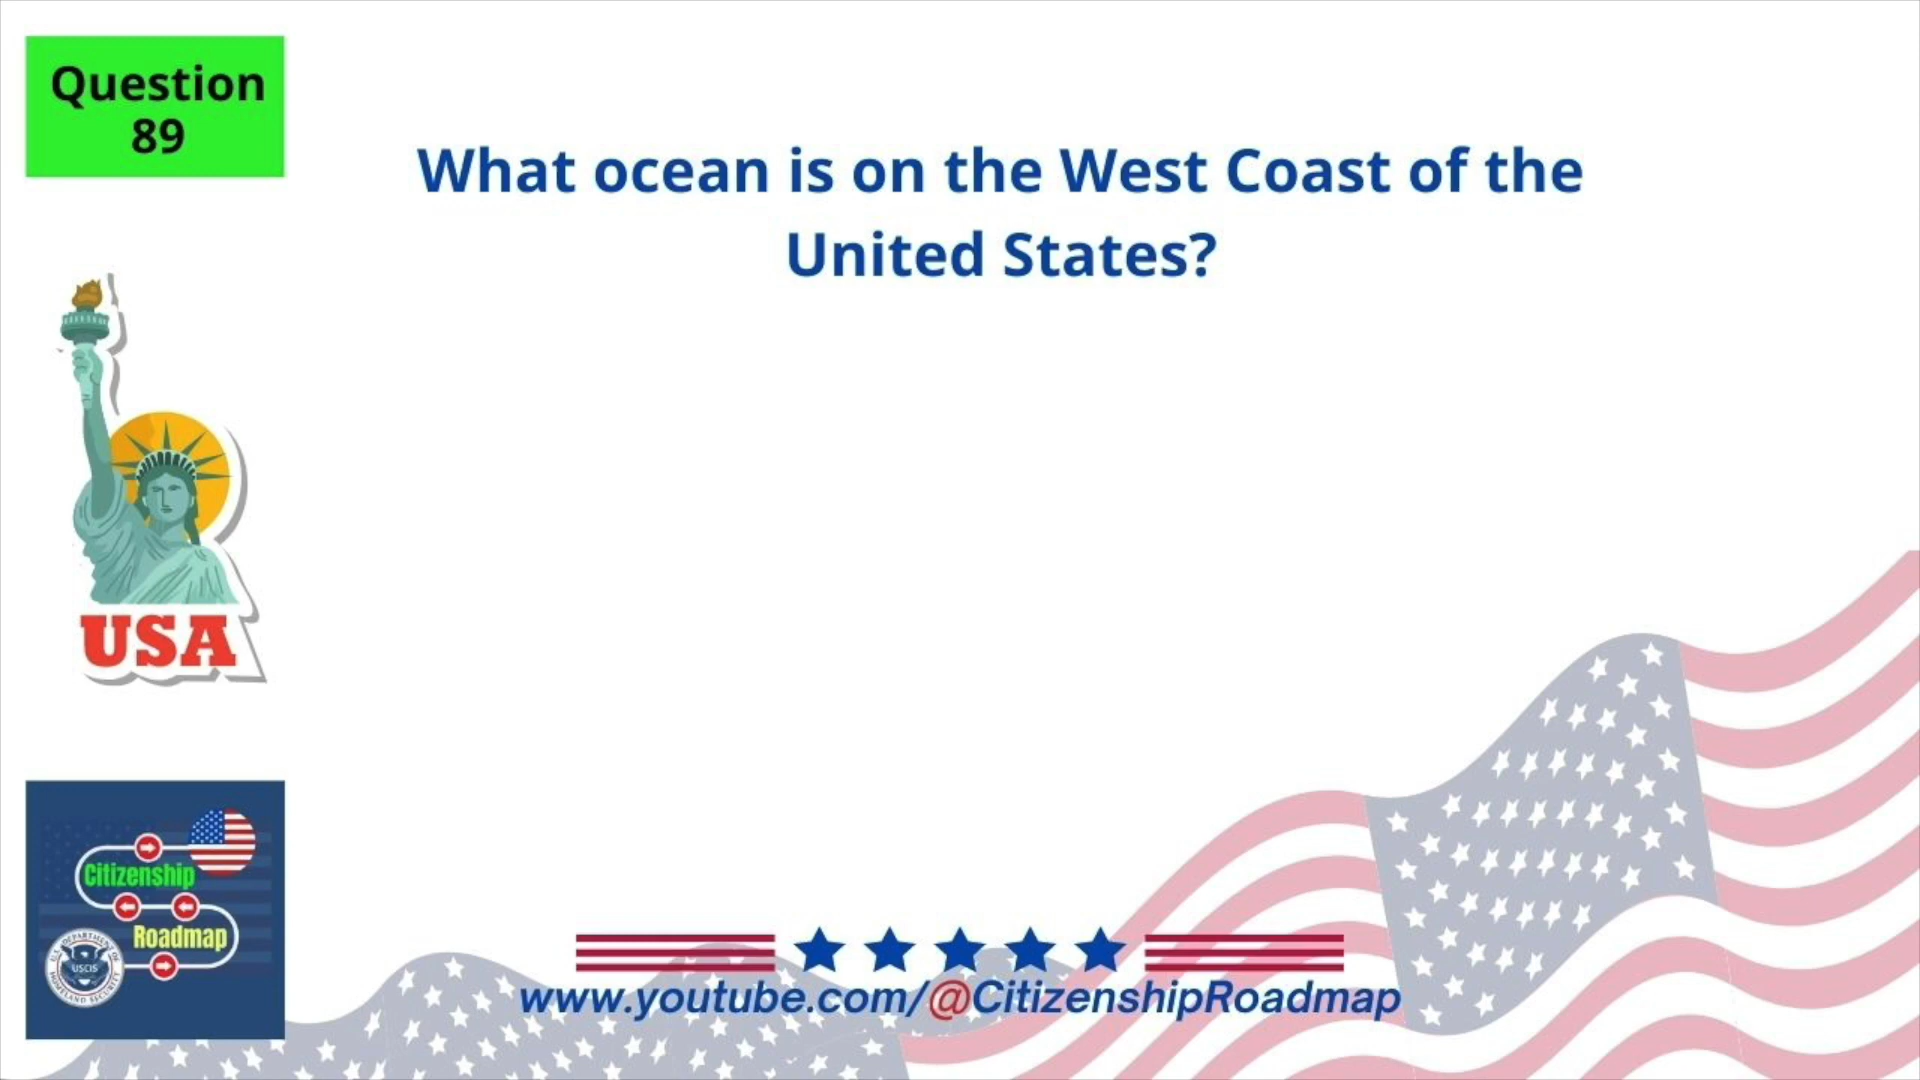 Question
89
What ocean is on the West Coast of the
United States?
USA
Citizenship
Roadmap
USCIS
www.youtube.com/@CitizenshipRoadmap